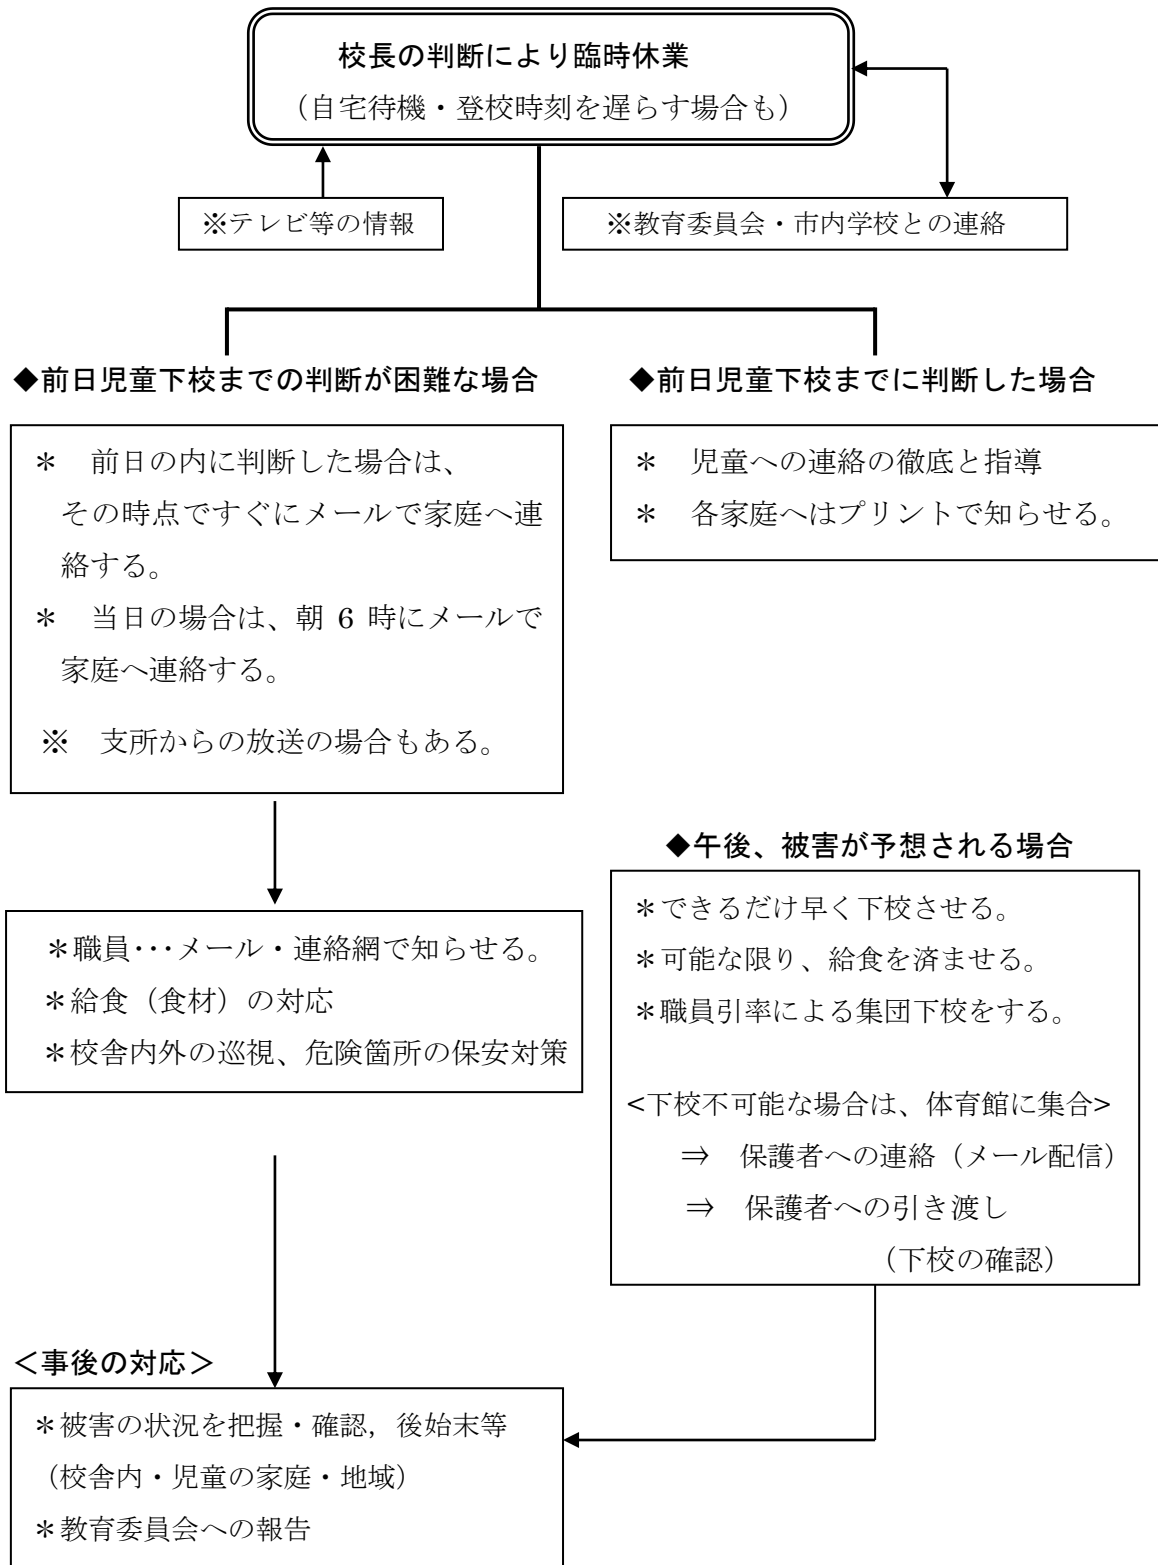 校長の判断により臨時休業
（自宅待機・登校時刻を遅らす場合も）
※テレビ等の情報
※教育委員会・市内学校との連絡
◆前日児童下校までの判断が困難な場合
＊　前日の内に判断した場合は、
その時点ですぐにメールで家庭へ連
絡する。
＊　当日の場合は、朝 6 時にメールで
家庭へ連絡する。
※　支所からの放送の場合もある。
◆前日児童下校までに判断した場合
＊　児童への連絡の徹底と指導
＊　各家庭へはプリントで知らせる。
＊職員･･･メール・連絡網で知らせる。
＊給食（食材）の対応
＊校舎内外の巡視、危険箇所の保安対策
◆午後、被害が予想される場合
＊できるだけ早く下校させる。
＊可能な限り、給食を済ませる。
＊職員引率による集団下校をする。
<下校不可能な場合は、体育館に集合>
⇒　保護者への連絡（メール配信）
⇒　保護者への引き渡し
（下校の確認）
＜事後の対応＞
＊被害の状況を把握・確認，後始末等
（校舎内・児童の家庭・地域）
＊教育委員会への報告